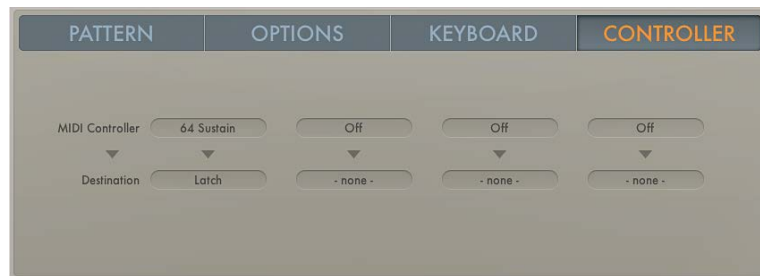 PATTERN OPTIONS KEYBOARD CONTROLLER
MIDI Controller 64 Sustain Off Off Off
Destination Latch - none - - none - - none -